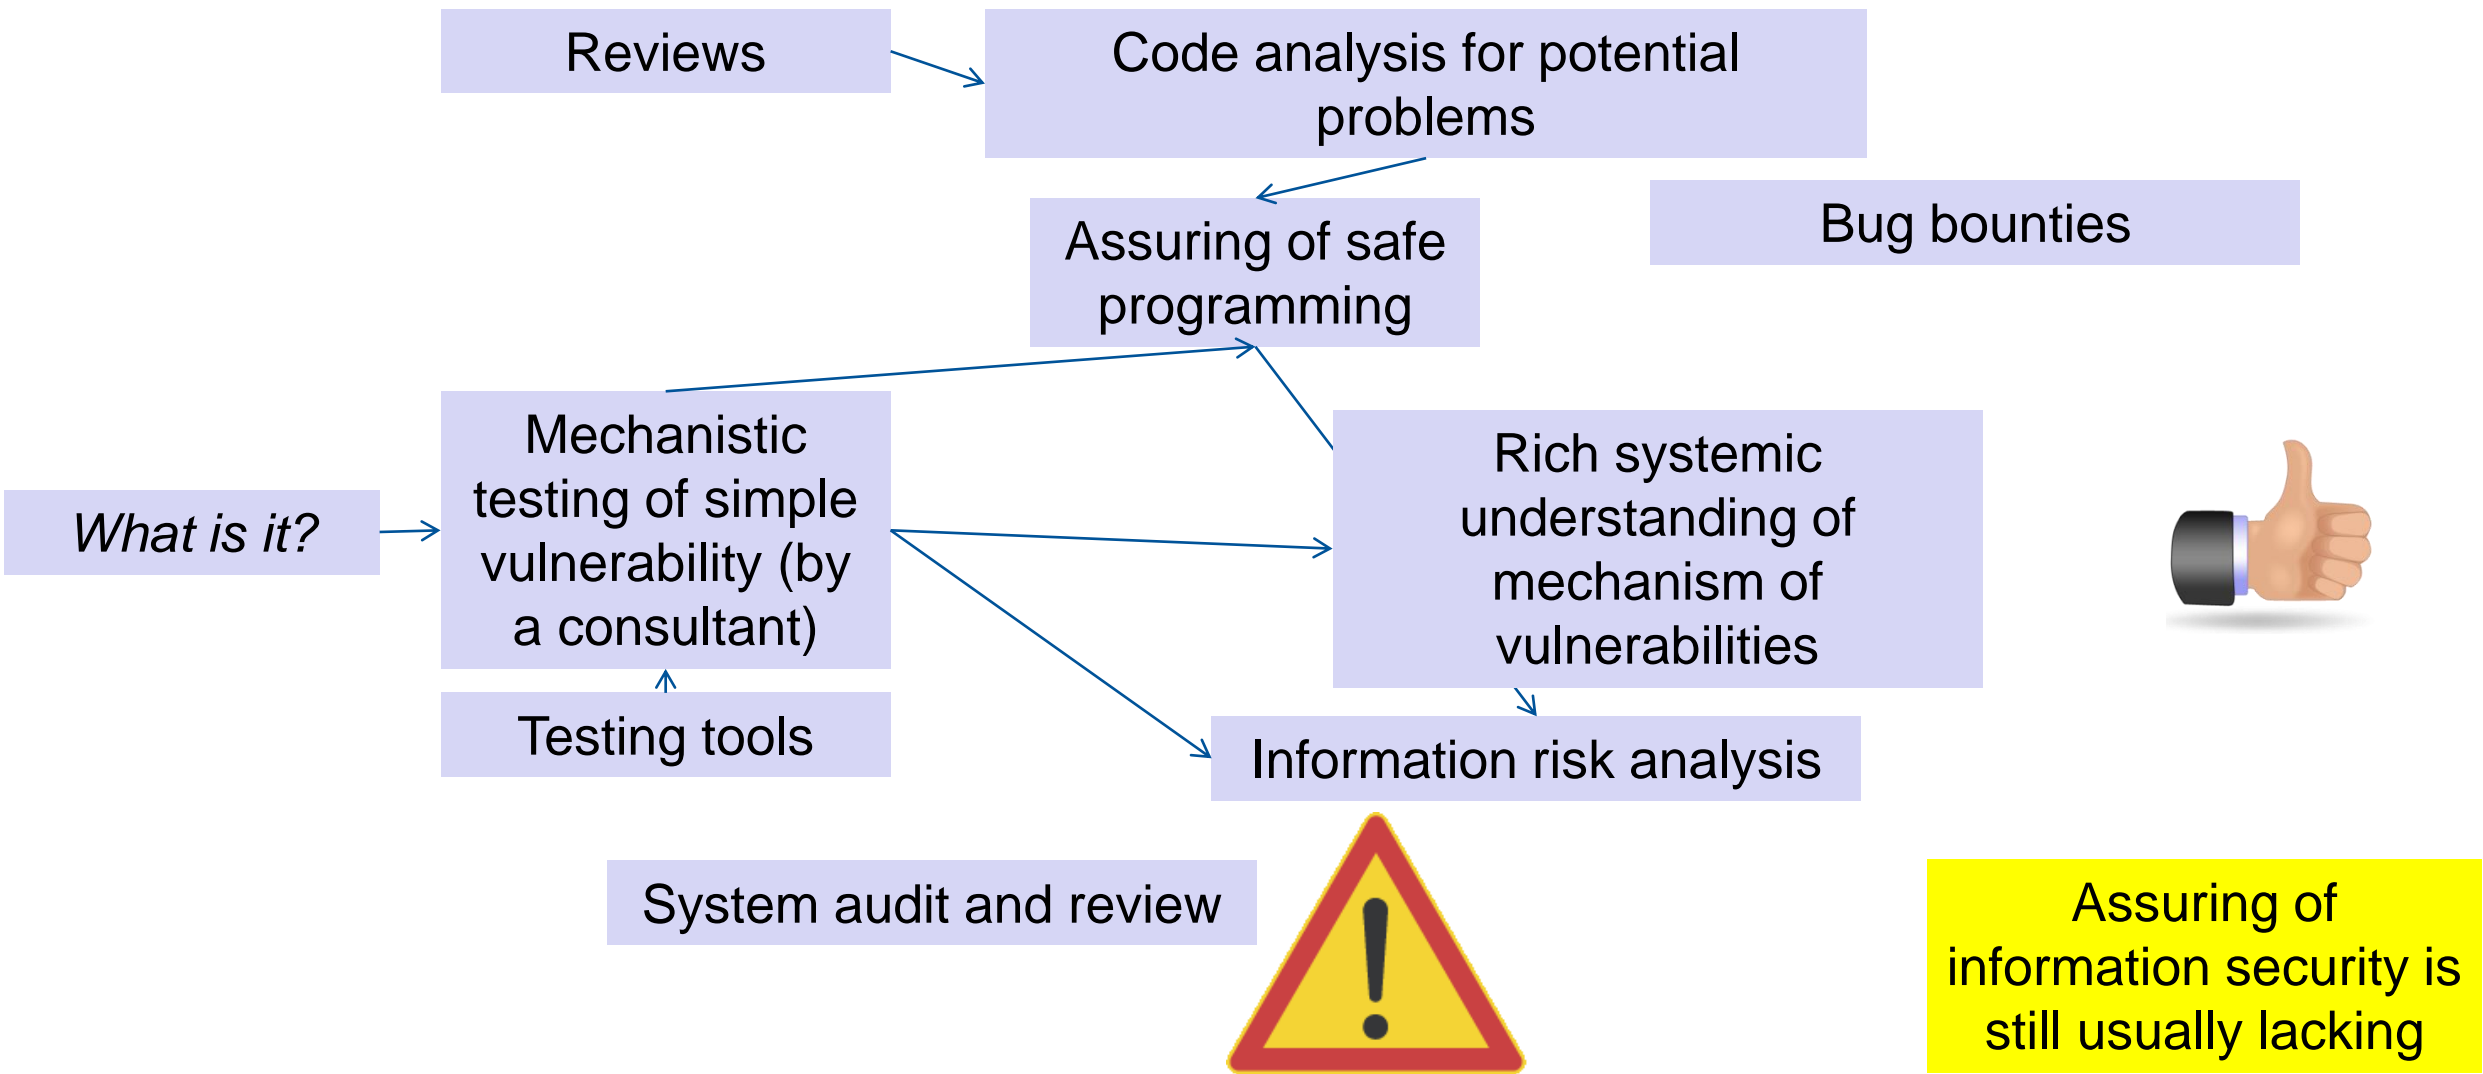 Reviews
Code analysis for potential
problems
Assuring of safe
programming
Bug bounties
What is it?
Mechanistic
testing of simple
vulnerability (by
a consultant)
Testing tools
Rich systemic
understanding of
mechanism of
vulnerabilities
Information risk analysis
System audit and review
Assuring of
information security is
still usually lacking